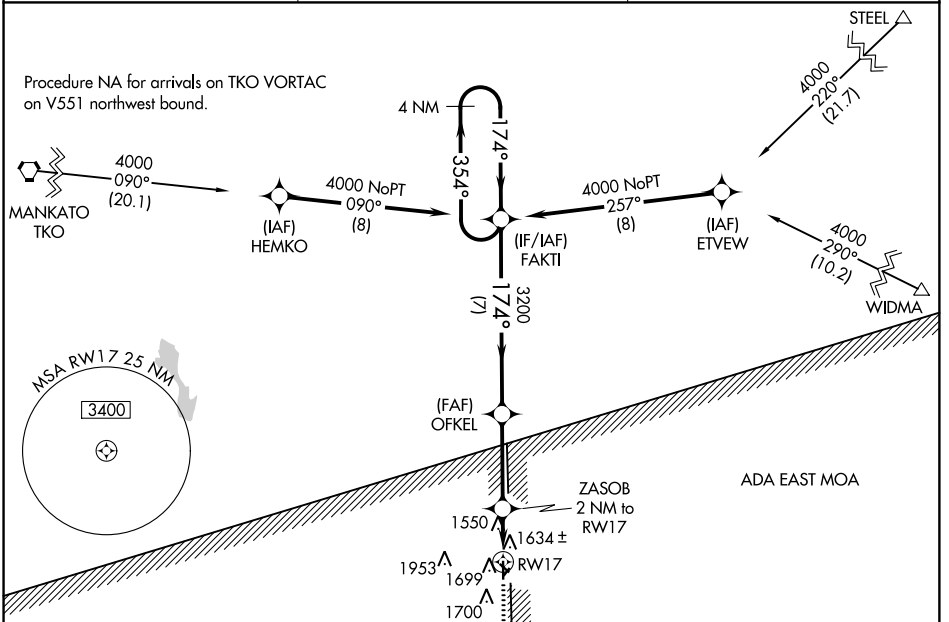 STEEL
Procedure NA for arrivals on TKO VORTAC
on V551 northwest bound.
4000
220°
(21.7)
4 NM
174°
354°
4000
090°
(20.1)
MANKATO
TKO
4000 NoPT
090°
(8)
(IAF)
HEMKO
4000 NoPT
257°
(8)
(IAF)
ETVEW
(IF/IAF)
FAKTI
4000
290°
(10.2)
WIDMA
3200
174°
(7)
MSA RW17 25 NM
3400
(FAF)
OFKEL
ADA EAST MOA
ZASOB
2 NM to
RW17
1550
1634 ±
1953
1699
RW17
1700